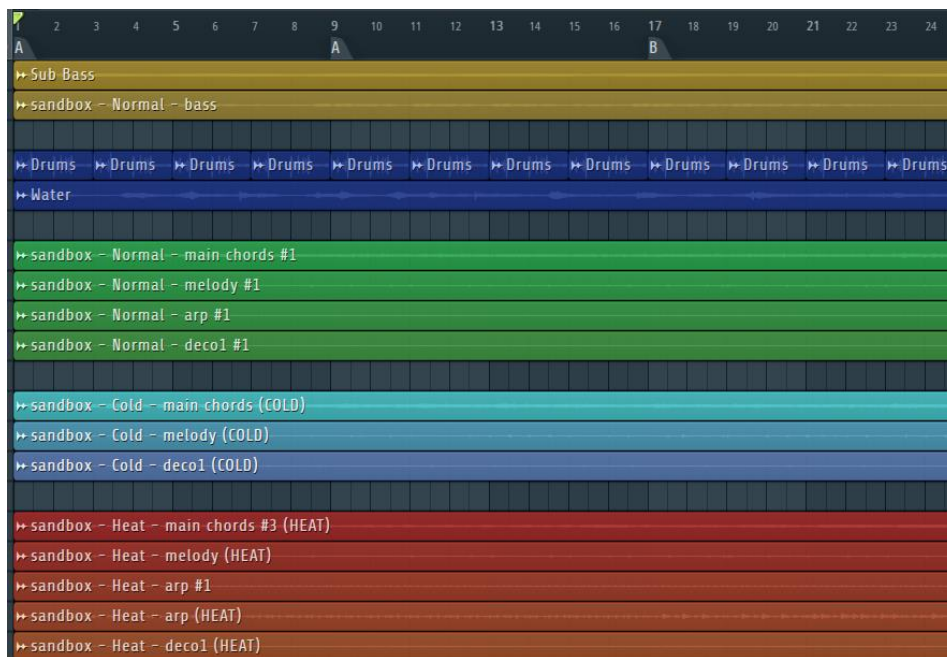 1 2 3 4 5 6 7 8 9 10 11 12 13 14 15 16 17 18 19 20 21 22 23 24
A A B
Sub Bass
sandbox - Normal - bass
Drums Drums Drums Drums Drums Drums Drums Drums Drums Drums Drums Drums
Water
sandbox - Normal - main chords #1
sandbox - Normal - melody #1
sandbox - Normal - arp #1
sandbox - Normal - deco1 #1
sandbox - Cold - main chords (COLD)
sandbox - Cold - melody (COLD)
sandbox - Cold - deco1 (COLD)
sandbox - Heat - main chords #3 (HEAT)
sandbox - Heat - melody (HEAT)
sandbox - Heat - arp #1
sandbox - Heat - arp (HEAT)
sandbox - Heat - deco1 (HEAT)